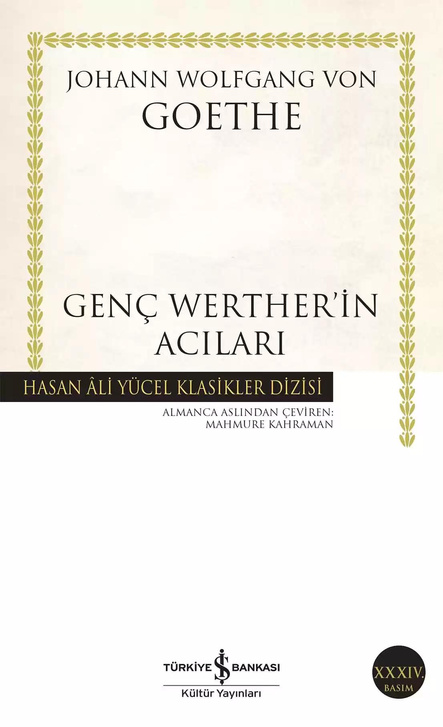 JOHANN WOLFGANG VON
GOETHE
GENÇ WERTHER'İN
ACILARI
HASAN ÂLİ YÜCEL KLASİKLER DİZİSİ
ALMANCA ASLINDAN ÇEVİREN:
MAHMURE KAHRAMAN
TÜRKİYE İŞ BANKASI
Kültür Yayınları
XXXIV.
BASIM